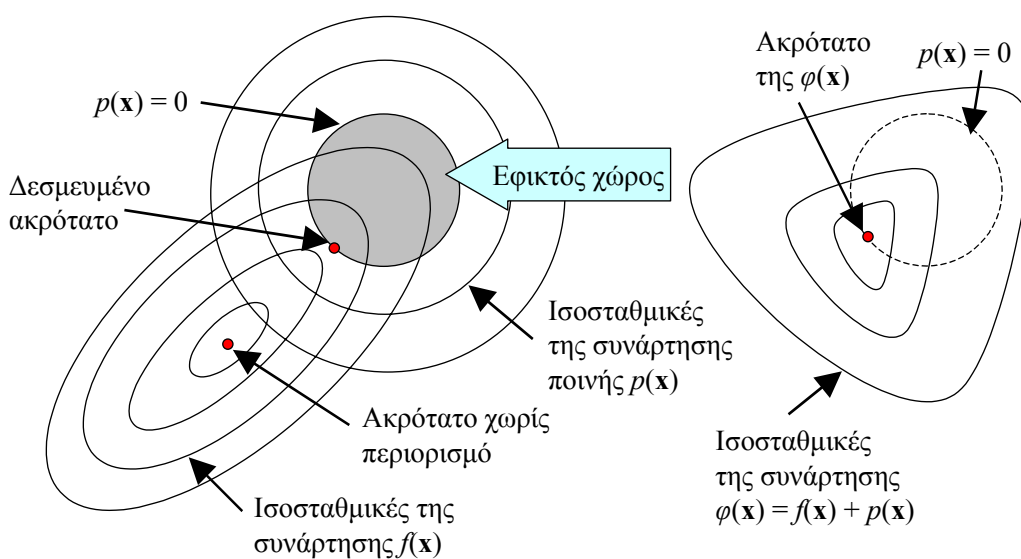 p(x) = 0
Δεσμευμένο
ακρότατο
Εφικτός χώρος
Ισοσταθμικές
της συνάρτησης
ποινής p(x)
Ακρότατο χωρίς
περιορισμό
Ισοσταθμικές της
συνάρτησης f(x)
Ακρότατο
της φ(x)
p(x) = 0
Ισοσταθμικές
της συνάρτησης
φ(x) = f(x) + p(x)